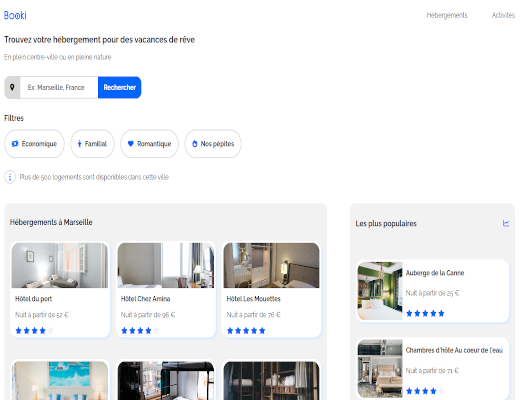 Booki
Hébergements
Activités
Trouvez votre hébergement pour des vacances de rêve
En plein centre-ville ou en pleine nature
Ex: Marseille, France
Rechercher
Filtres
Économique
Familial
Romantique
Nos pépites
Plus de 500 logements sont disponibles dans cette ville
Hébergements à Marseille
Hôtel du port
Nuit à partir de 52 €
Hôtel Chez Amina
Nuit à partir de 96 €
Hôtel Les Mouettes
Nuit à partir de 76 €
Les plus populaires
Auberge de la Canne
Nuit à partir de 25 €
Chambres d'hôte Au coeur de l'eau
Nuit à partir de 71 €